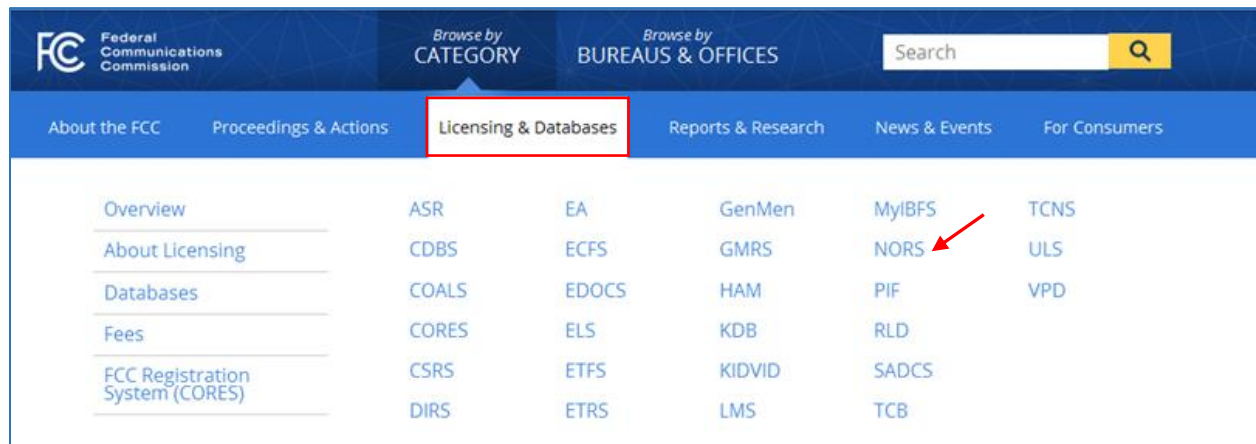 FCC Federal
Communications
Commission
Browse by
CATEGORY
Browse by
BUREAUS & OFFICES
Search
About the FCC Proceedings & Actions Licensing & Databases Reports & Research News & Events For Consumers
Overview
About Licensing
Databases
Fees
FCC Registration
System (CORES)
ASR EA GenMen MyIBFS TCNS
CDBS ECFS GMRS NORS ULS
COALS EDOCS HAM PIF VPD
CORES ELS KDB RLD
CSRS ETFS KIDVID SADCS
DIRS ETRS LMS TCB